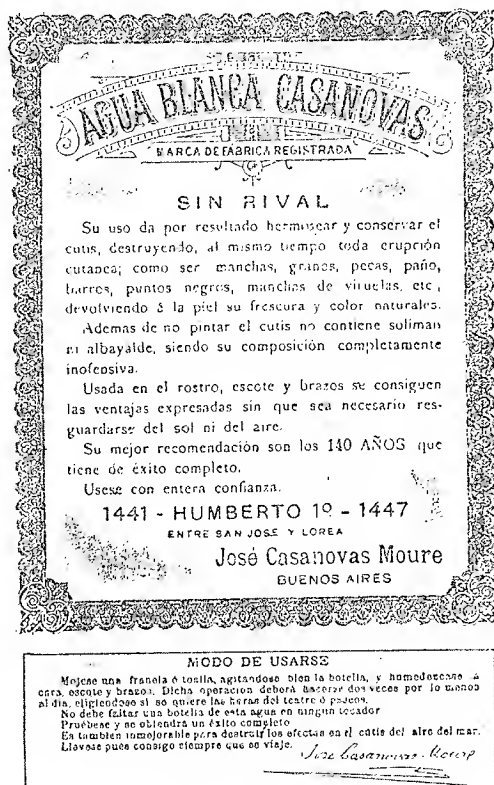 AGUA BLANCA CASANOVAS
MARCA DE FÁBRICA REGISTRADA
SIN RIVAL
Su uso da por resultado hermosear y conservar el
cutis, destruyendo, al mismo tiempo toda erupción
cutanea; como ser manchas, granos, pecas, paño,
barros, puntos negros, manchas de viruelas, etc,
devolviendo á la piel su frescura y color naturales.
Ademas de no pintar el cutis no contiene soliman
ni albayalde, siendo su composición completamente
inofensiva.
Usada en el rostro, escote y brazos se consiguen
las ventajas expresadas sin que sea necesario res-
guardarse del sol ni del aire.
Su mejor recomendación son los 140 AÑOS que
tiene de éxito completo.
Usese con entera confianza.
1441 - HUMBERTO 1º - 1447
ENTRE SAN JOSE Y LOREA
José Casanovas Moure
BUENOS AIRES
MODO DE USARSE
Mojese una franela ó toalla, agitandose bien la botella, y humedezcase la
cara, escote y brazos. Dicha operacion deberá hacerse dos veces por lo menos
al dia, eligiendose si se quiere las horas del teatro ó paseos.
No debe faltar una botella de esta agua en ningun tocador
Pruébese y se obtendrá un éxito completo
Es tambien inmejorable para destruir los efectos en el cutis del aire del mar.
Llevese pues consigo siempre que se viaje.
José Casanovas Moure